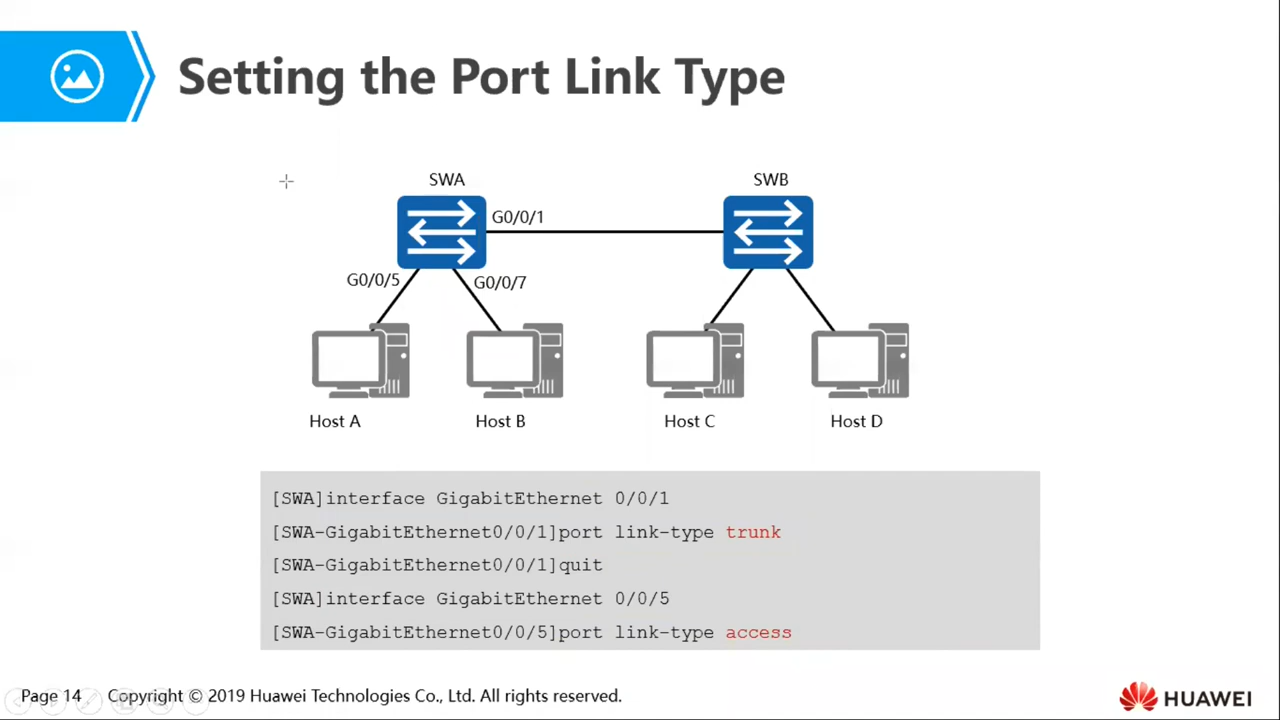 Setting the Port Link Type
SWA
SWB
G0/0/1
G0/0/5
G0/0/7
Host A
Host B
Host C
Host D
[SWA]interface GigabitEthernet 0/0/1
[SWA-GigabitEthernet0/0/1]port link-type trunk
[SWA-GigabitEthernet0/0/1]quit
[SWA]interface GigabitEthernet 0/0/5
[SWA-GigabitEthernet0/0/5]port link-type access
Page 14 Copyright © 2019 Huawei Technologies Co., Ltd. All rights reserved.
HUAWEI